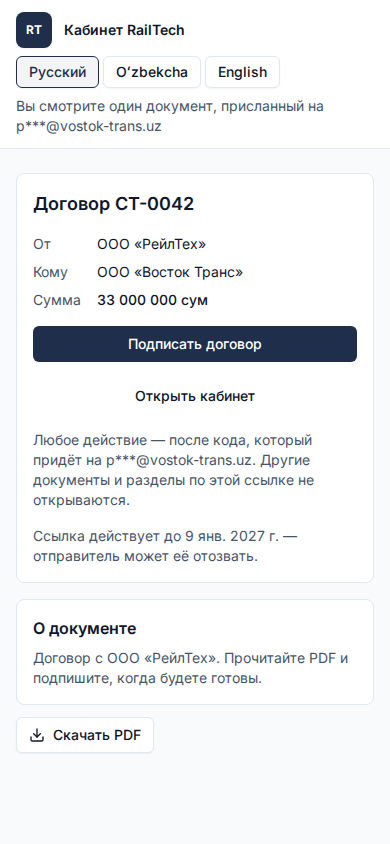 RT
Кабинет RailTech
Русский
Oʻzbekcha
English
Вы смотрите один документ, присланный на
p***@vostok-trans.uz
Договор СТ-0042
От ООО «РейлТех»
Кому ООО «Восток Транс»
Сумма 33 000 000 сум
Подписать договор
Открыть кабинет
Любое действие — после кода, который
придёт на p***@vostok-trans.uz. Другие
документы и разделы по этой ссылке не
открываются.
Ссылка действует до 9 янв. 2027 г. —
отправитель может её отозвать.
О документе
Договор с ООО «РейлТех». Прочитайте PDF и
подпишите, когда будете готовы.
Скачать PDF